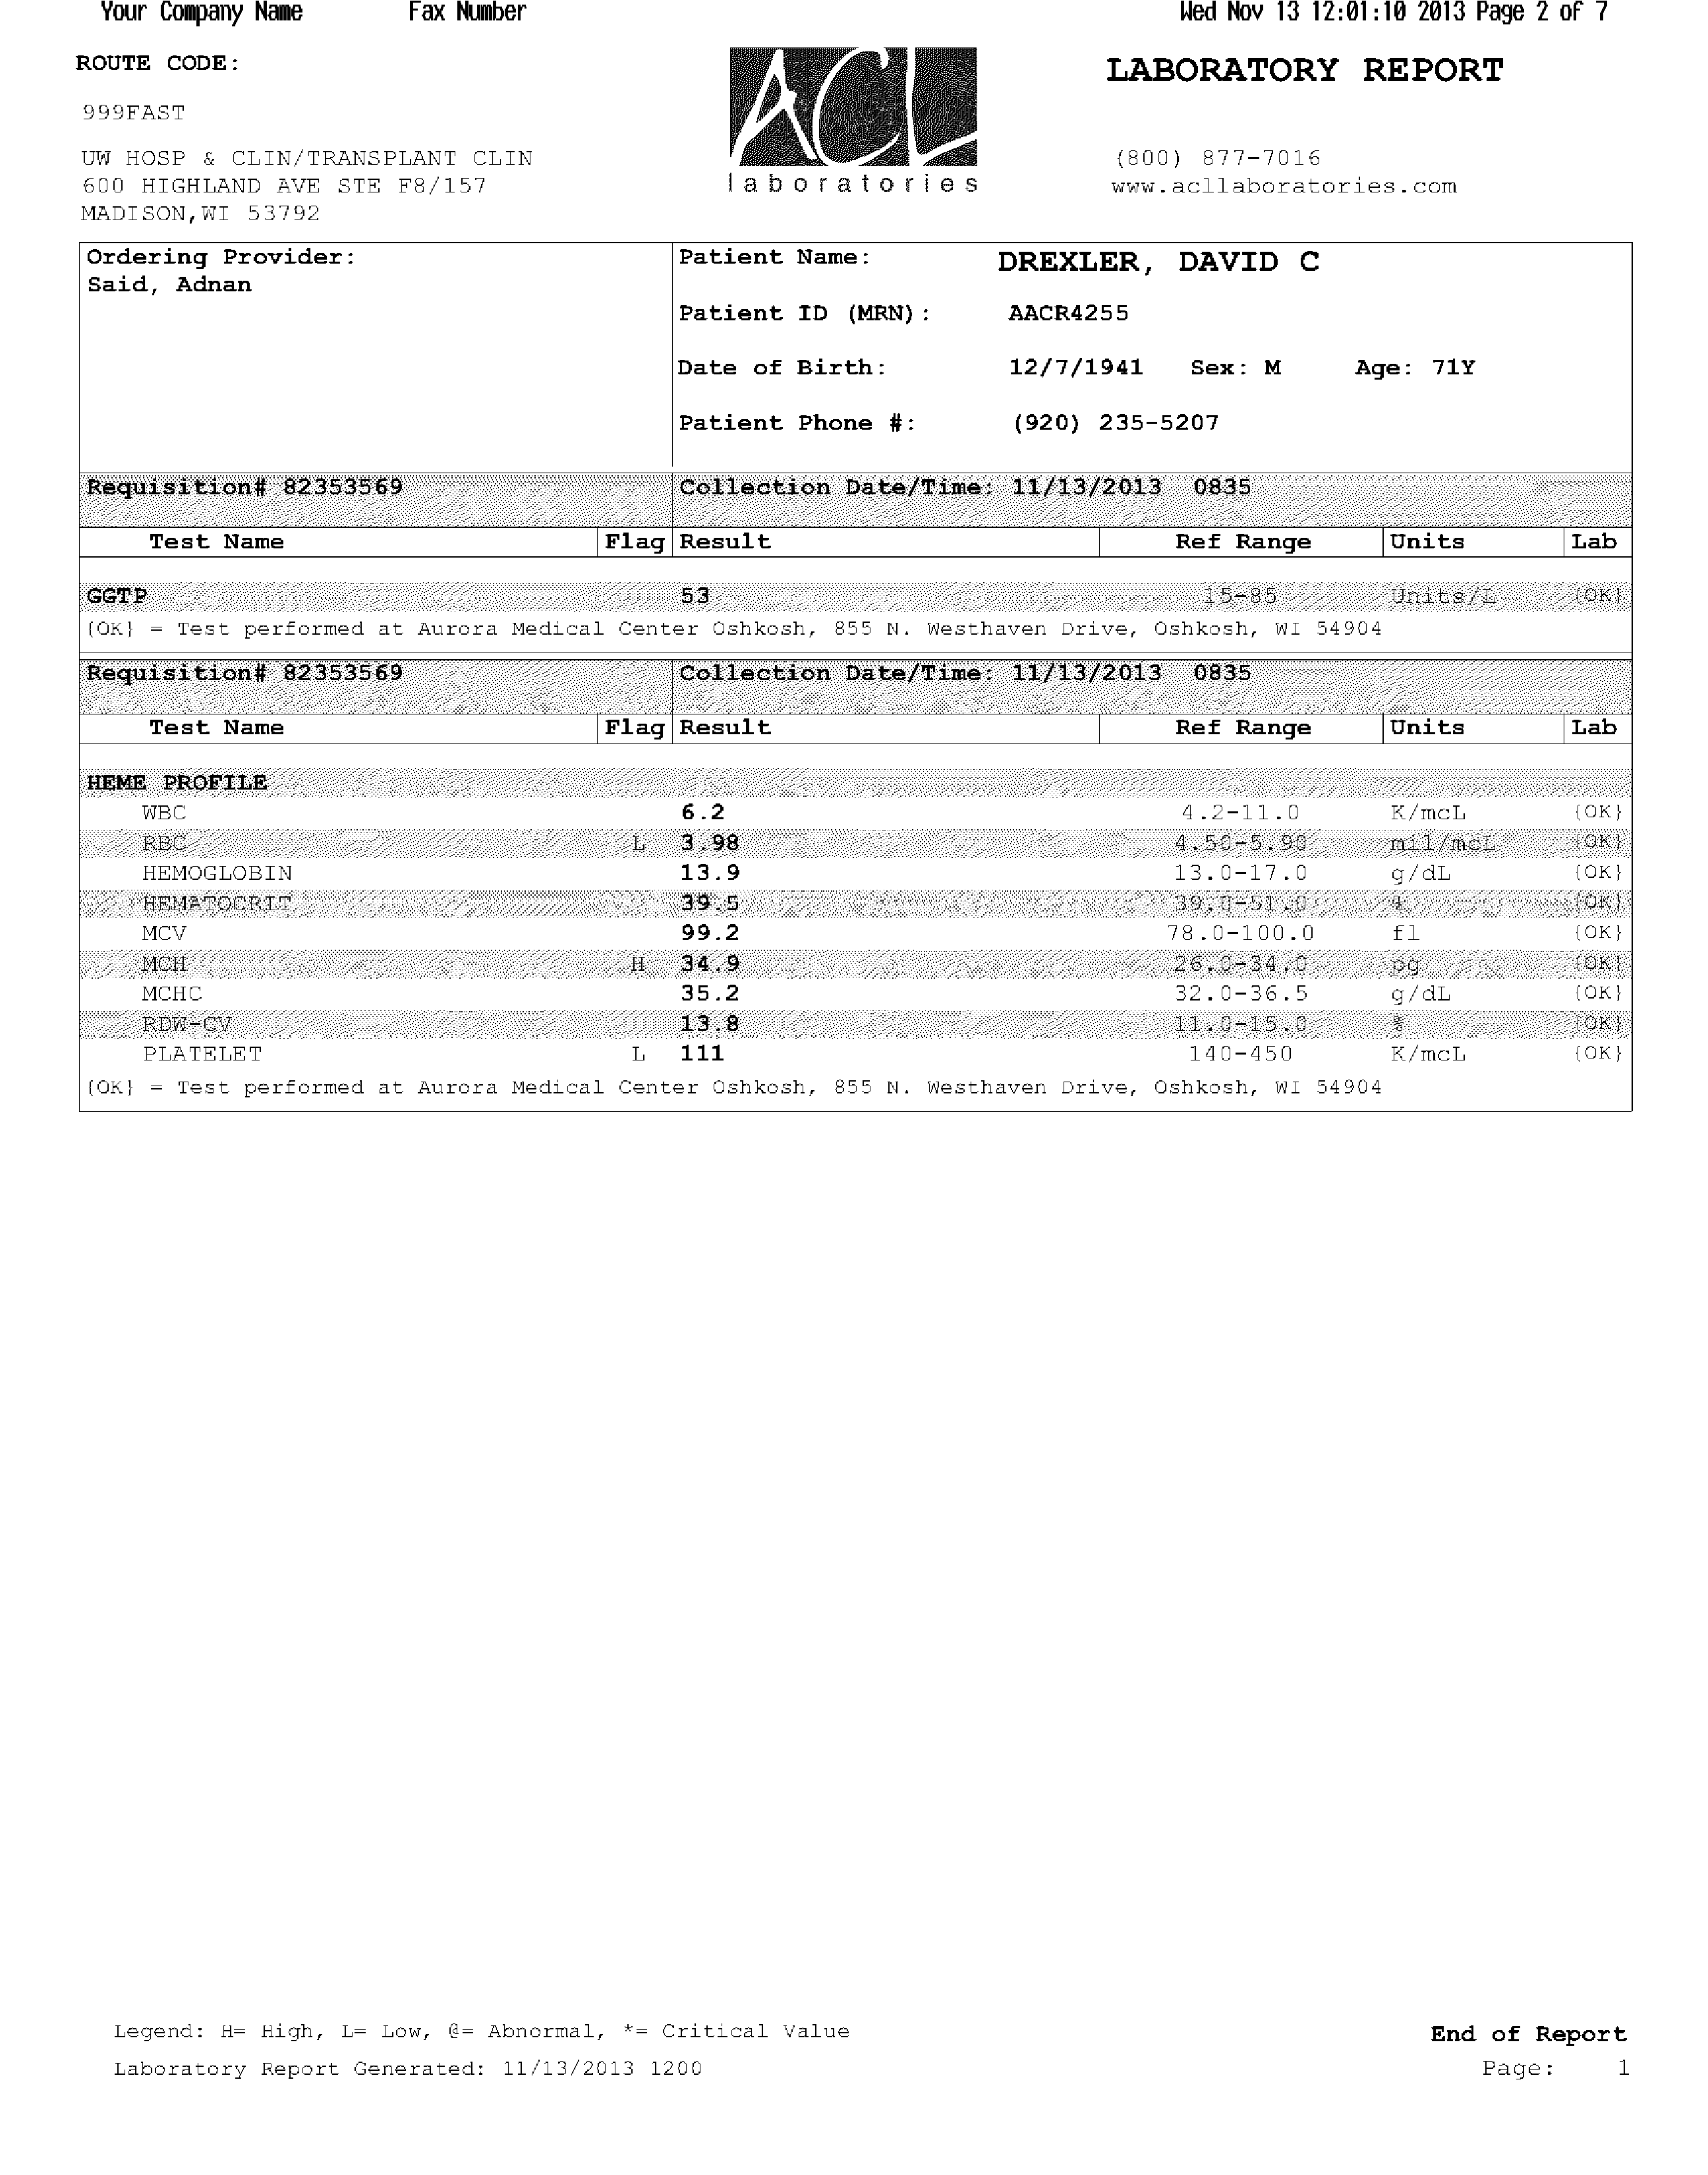 Your Company Name Fax Number Wed Nov 13 12:01:10 2013 Page 2 of 7
ROUTE CODE:
999FAST
UW HOSP & CLIN/TRANSPLANT CLIN
600 HIGHLAND AVE STE F8/157
MADISON,WI 53792
ACL
laboratories
LABORATORY REPORT
(800) 877-7016
www.acllaboratories.com
Ordering Provider:
Said, Adnan
Patient Name: DREXLER, DAVID C
Patient ID (MRN): AACR4255
Date of Birth: 12/7/1941 Sex: M Age: 71Y
Patient Phone #: (920) 235-5207
Requisition# 82353569 Collection Date/Time: 11/13/2013 0835
Test Name Flag Result Ref Range Units Lab
GGTP 53 15-85 Units/L {OK}
{OK} = Test performed at Aurora Medical Center Oshkosh, 855 N. Westhaven Drive, Oshkosh, WI 54904
Requisition# 82353569 Collection Date/Time: 11/13/2013 0835
Test Name Flag Result Ref Range Units Lab
HEME PROFILE
WBC 6.2 4.2-11.0 K/mcL {OK}
RBC L 3.98 4.50-5.90 mil/mcL {OK}
HEMOGLOBIN 13.9 13.0-17.0 g/dL {OK}
HEMATOCRIT 39.5 39.0-51.0 % {OK}
MCV 99.2 78.0-100.0 fl {OK}
MCH H 34.9 26.0-34.0 pg {OK}
MCHC 35.2 32.0-36.5 g/dL {OK}
RDW-CV 13.8 11.0-15.0 % {OK}
PLATELET L 111 140-450 K/mcL {OK}
{OK} = Test performed at Aurora Medical Center Oshkosh, 855 N. Westhaven Drive, Oshkosh, WI 54904
Legend: H= High, L= Low, @= Abnormal, *= Critical Value
End of Report
Laboratory Report Generated: 11/13/2013 1200
Page: 1